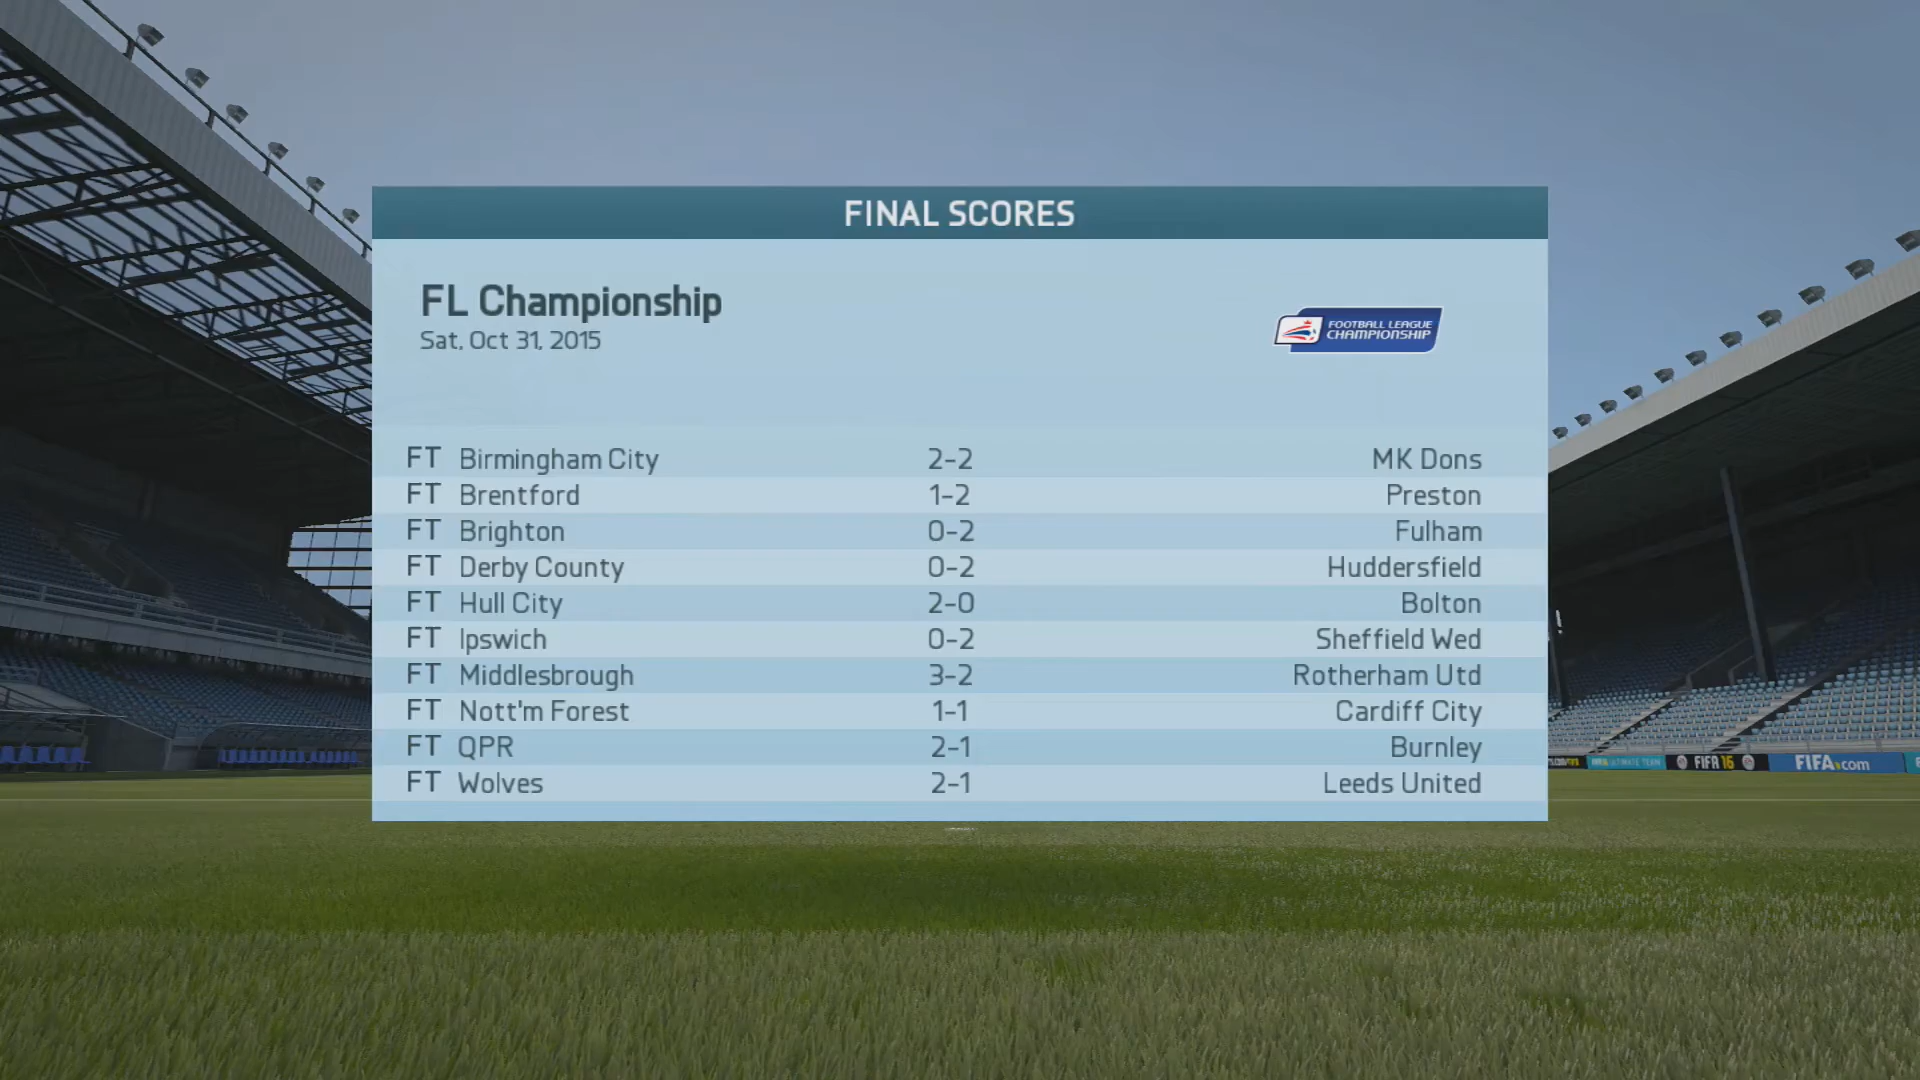 FINAL SCORES
FL Championship
Sat, Oct 31, 2015
FOOTBALL LEAGUE
CHAMPIONSHIP
FT Birmingham City 2-2 MK Dons
FT Brentford 1-2 Preston
FT Brighton 0-2 Fulham
FT Derby County 0-2 Huddersfield
FT Hull City 2-0 Bolton
FT Ipswich 0-2 Sheffield Wed
FT Middlesbrough 3-2 Rotherham Utd
FT Nott'm Forest 1-1 Cardiff City
FT QPR 2-1 Burnley
FT Wolves 2-1 Leeds United
ULTIMATE TEAM FIFA 16 FIFA.com